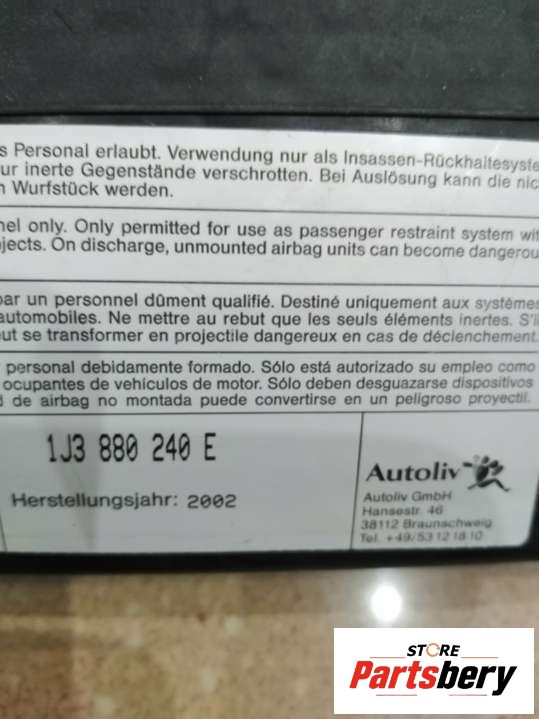 s Personal erlaubt. Verwendung nur als Insassen-Rückhaltesyste
ur inerte Gegenstände verschrotten. Bei Auslösung kann die nic
n Wurfstück werden.
nel only. Only permitted for use as passenger restraint system wit
bjects. On discharge, unmounted airbag units can become dangerou
par un personnel dûment qualifié. Destiné uniquement aux systèmes
automobiles. Ne mettre au rebut que les seuls éléments inertes. S'il
ut se transformer en projectile dangereux en cas de déclenchement.
personal debidamente formado. Sólo está autorizado su empleo como
ocupantes de vehículos de motor. Sólo deben desguazarse dispositivos
d de airbag no montada puede convertirse en un peligroso proyectil.
1J3 880 240 E
Herstellungsjahr: 2002
Autoliv
Autoliv GmbH
Hansestr. 46
38112 Braunschweig
Tel. +49/53 12 18 10
STORE
Partsbery